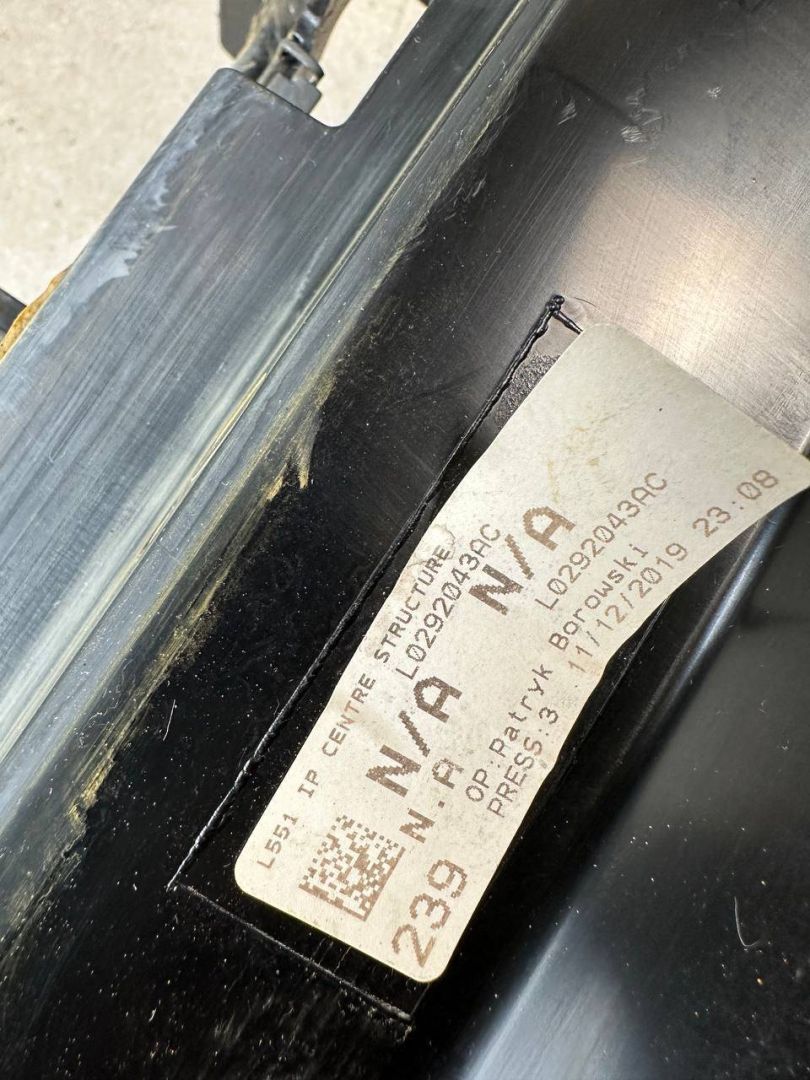 L551 IP CENTRE STRUCTURE
L0292043AC
N/A N/A
N.A L0292043AC
OP:Patryk Borowski
PRESS:3 11/12/2019 23:08
239